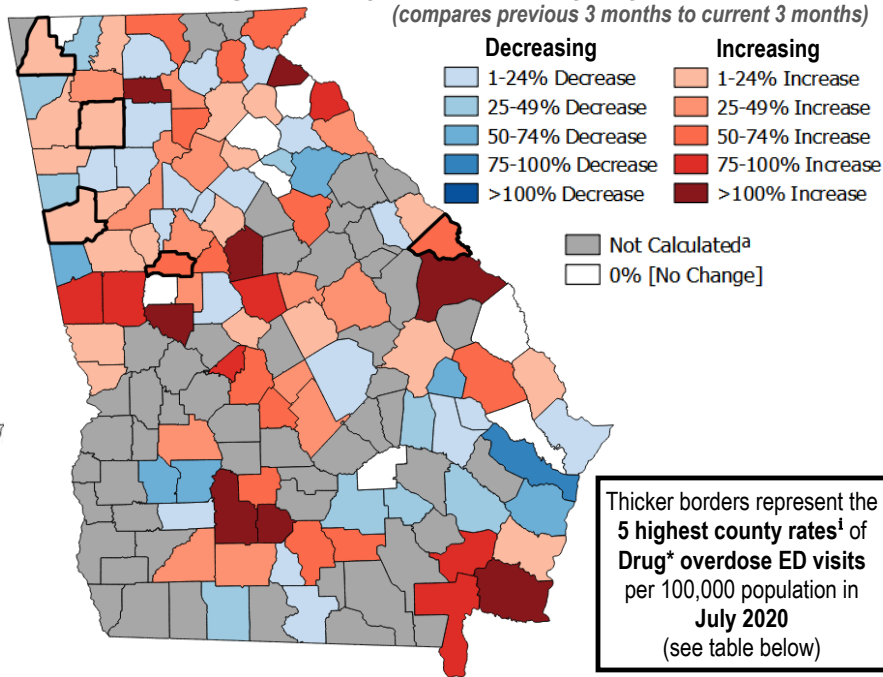 (compares previous 3 months to current 3 months)
Decreasing
1-24% Decrease
25-49% Decrease
50-74% Decrease
75-100% Decrease
>100% Decrease
Increasing
1-24% Increase
25-49% Increase
50-74% Increase
75-100% Increase
>100% Increase
Not Calculatedª
0% [No Change]
Thicker borders represent the
5 highest county ratesⁱ of
Drug* overdose ED visits
per 100,000 population in
July 2020
(see table below)